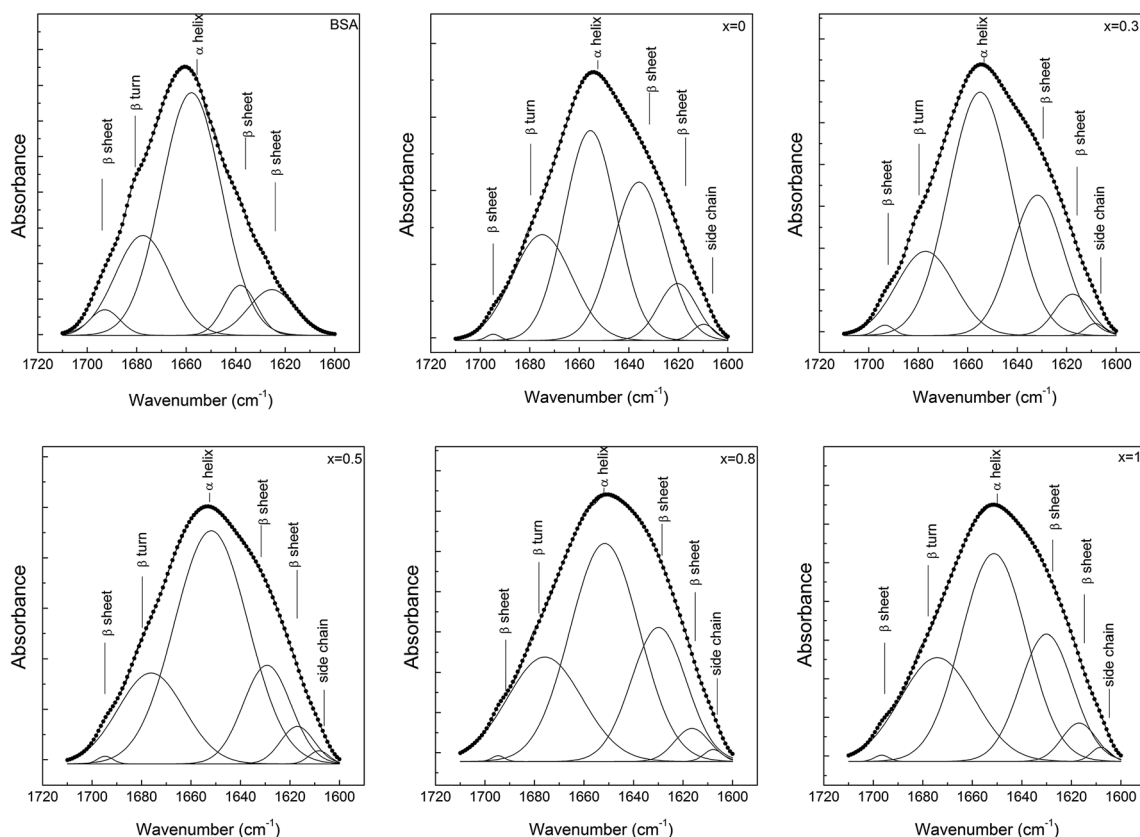 BSA
α helix
β turn
β sheet
β sheet
β sheet
Absorbance
1720 1700 1680 1660 1640 1620 1600
Wavenumber (cm⁻¹)
x=0
α helix
β sheet
β turn
β sheet
β sheet
side chain
Absorbance
1720 1700 1680 1660 1640 1620 1600
Wavenumber (cm⁻¹)
x=0.3
α helix
β sheet
β turn
β sheet
β sheet
side chain
Absorbance
1720 1700 1680 1660 1640 1620 1600
Wavenumber (cm⁻¹)
x=0.5
α helix
β sheet
β turn
β sheet
β sheet
side chain
Absorbance
1720 1700 1680 1660 1640 1620 1600
Wavenumber (cm⁻¹)
x=0.8
α helix
β sheet
β turn
β sheet
β sheet
side chain
Absorbance
1720 1700 1680 1660 1640 1620 1600
Wavenumber (cm⁻¹)
x=1
α helix
β sheet
β turn
β sheet
β sheet
side chain
Absorbance
1720 1700 1680 1660 1640 1620 1600
Wavenumber (cm⁻¹)